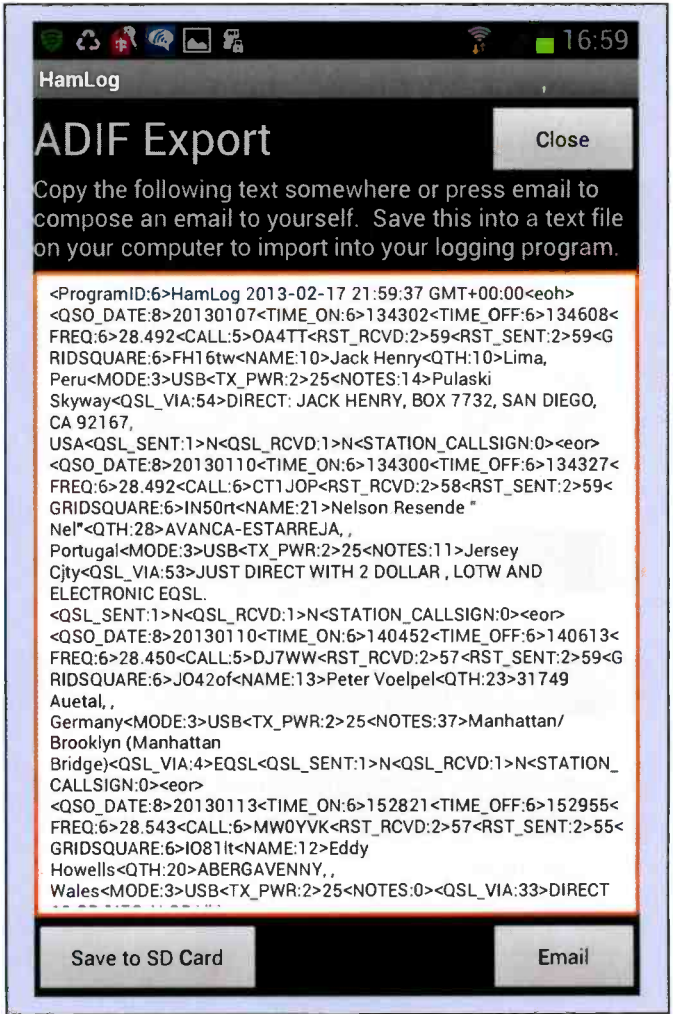 16:59
HamLog
ADIF Export
Close
Copy the following text somewhere or press email to
compose an email to yourself. Save this into a text file
on your computer to import into your logging program.
<ProgramID:6>HamLog 2013-02-17 21:59:37 GMT+00:00<eoh>
<QSO_DATE:8>20130107<TIME_ON:6>134302<TIME_OFF:6>134608<
FREQ:6>28.492<CALL:5>OA4TT<RST_RCVD:2>59<RST_SENT:2>59<G
RIDSQUARE:6>FH16tw<NAME:10>Jack Henry<QTH:10>Lima,
Peru<MODE:3>USB<TX_PWR:2>25<NOTES:14>Pulaski
Skyway<QSL_VIA:54>DIRECT: JACK HENRY, BOX 7732, SAN DIEGO,
CA 92167,
USA<QSL_SENT:1>N<QSL_RCVD:1>N<STATION_CALLSIGN:0><eor>
<QSO_DATE:8>20130110<TIME_ON:6>134300<TIME_OFF:6>134327<
FREQ:6>28.492<CALL:6>CT1JOP<RST_RCVD:2>58<RST_SENT:2>59<
GRIDSQUARE:6>IN50rt<NAME:21>Nelson Resende "
Nel"<QTH:28>AVANCA-ESTARREJA, ,
Portugal<MODE:3>USB<TX_PWR:2>25<NOTES:11>Jersey
Cjty<QSL_VIA:53>JUST DIRECT WITH 2 DOLLAR , LOTW AND
ELECTRONIC EQSL.
<QSL_SENT:1>N<QSL_RCVD:1>N<STATION_CALLSIGN:0><eor>
<QSO_DATE:8>20130110<TIME_ON:6>140452<TIME_OFF:6>140613<
FREQ:6>28.450<CALL:5>DJ7WW<RST_RCVD:2>57<RST_SENT:2>59<G
RIDSQUARE:6>JO42of<NAME:13>Peter Voelpel<QTH:23>31749
Auetal, ,
Germany<MODE:3>USB<TX_PWR:2>25<NOTES:37>Manhattan/
Brooklyn (Manhattan
Bridge)<QSL_VIA:4>EQSL<QSL_SENT:1>N<QSL_RCVD:1>N<STATION_
CALLSIGN:0><eor>
<QSO_DATE:8>20130113<TIME_ON:6>152821<TIME_OFF:6>152955<
FREQ:6>28.543<CALL:6>MW0YVK<RST_RCVD:2>57<RST_SENT:2>55<
GRIDSQUARE:6>IO81lt<NAME:12>Eddy
Howells<QTH:20>ABERGAVENNY, ,
Wales<MODE:3>USB<TX_PWR:2>25<NOTES:0><QSL_VIA:33>DIRECT
Save to SD Card
Email